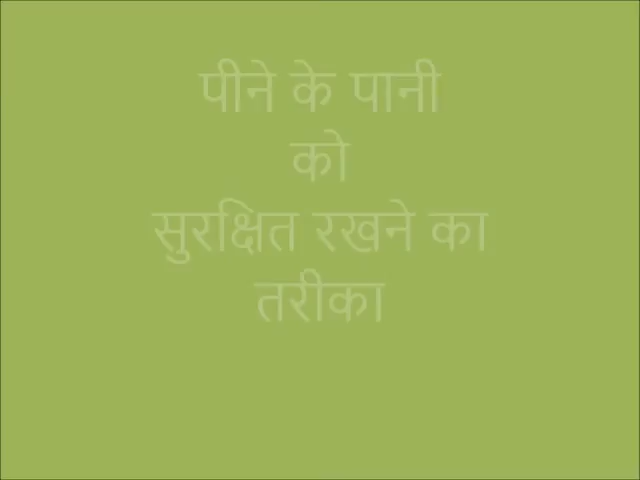 पीने के पानी
को
सुरक्षित रखने का
तरीका